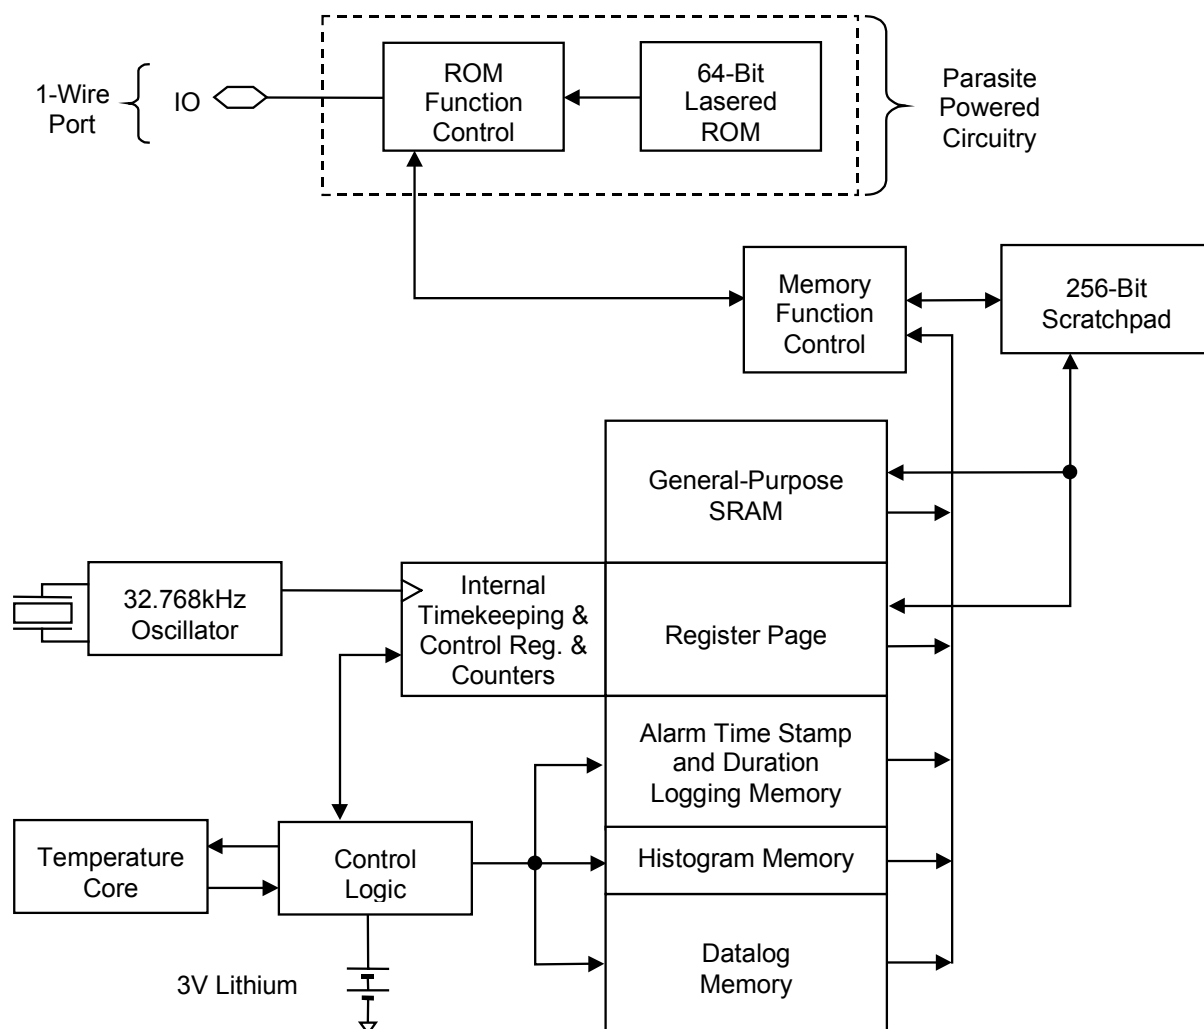 1-Wire
Port
IO
ROM
Function
Control
64-Bit
Lasered
ROM
Parasite
Powered
Circuitry
Memory
Function
Control
256-Bit
Scratchpad
General-Purpose
SRAM
32.768kHz
Oscillator
Internal
Timekeeping &
Control Reg. &
Counters
Register Page
Alarm Time Stamp
and Duration
Logging Memory
Temperature
Core
Control
Logic
Histogram Memory
Datalog
Memory
3V Lithium